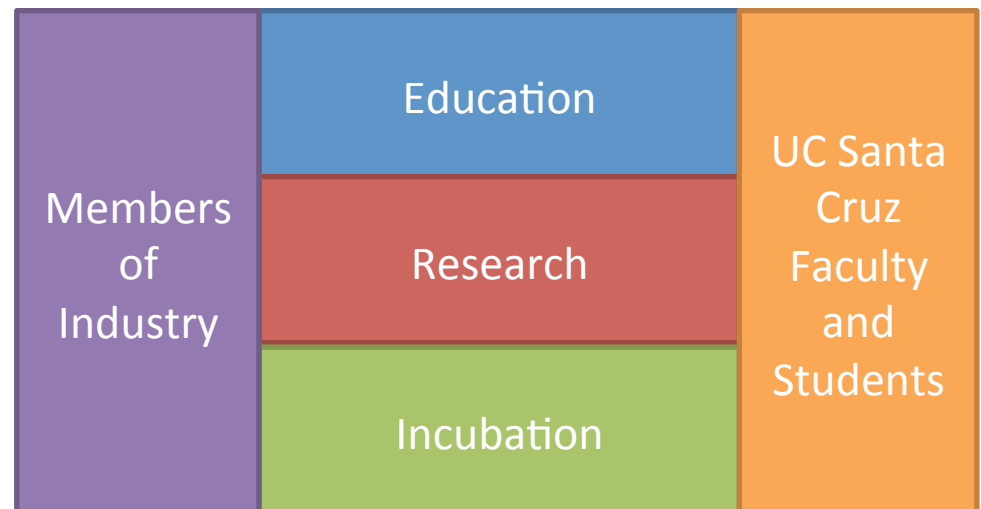 Members
of
Industry
Education
Research
Incubation
UC Santa
Cruz
Faculty
and
Students